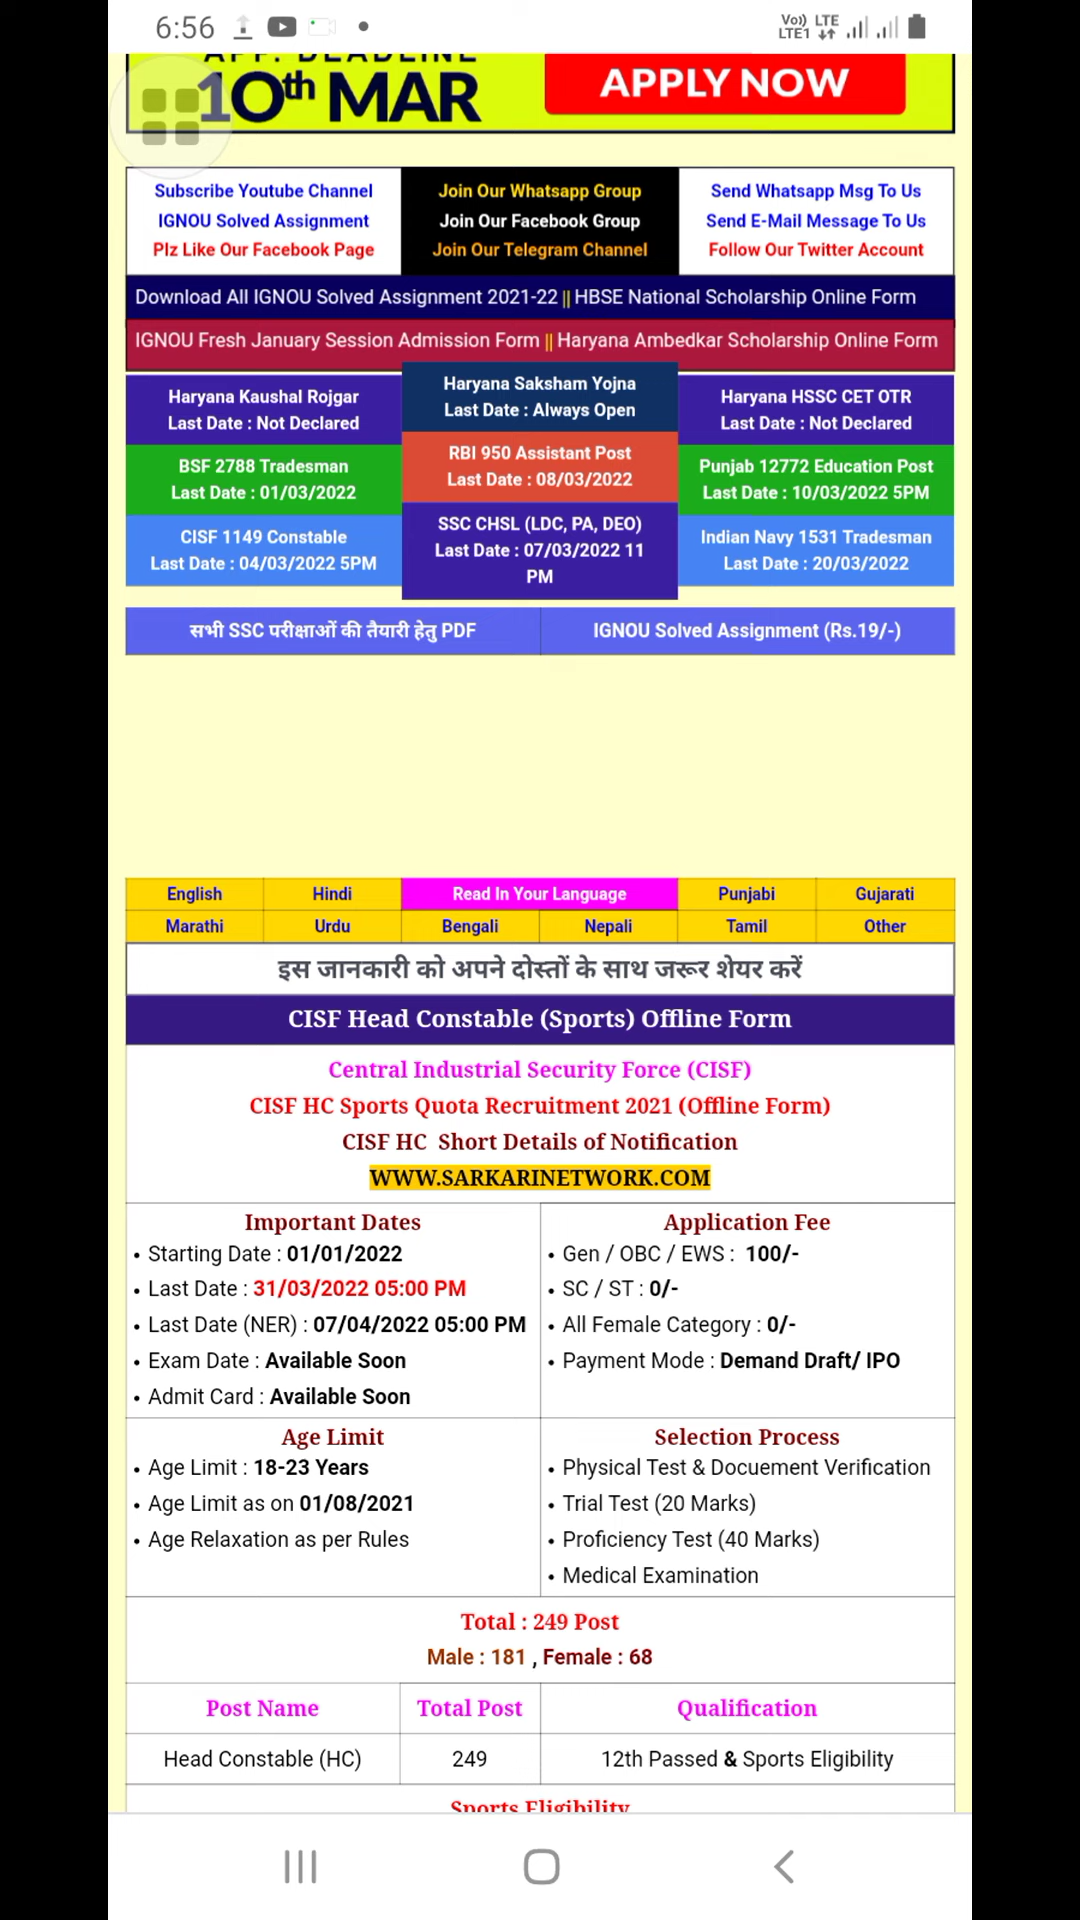 6:56
Vo)) LTE
LTE1
APP. DEADLINE
10th MAR
APPLY NOW
Subscribe Youtube Channel
IGNOU Solved Assignment
Plz Like Our Facebook Page
Join Our Whatsapp Group
Join Our Facebook Group
Join Our Telegram Channel
Send Whatsapp Msg To Us
Send E-Mail Message To Us
Follow Our Twitter Account
Download All IGNOU Solved Assignment 2021-22 || HBSE National Scholarship Online Form
IGNOU Fresh January Session Admission Form || Haryana Ambedkar Scholarship Online Form
Haryana Kaushal Rojgar
Last Date : Not Declared
Haryana Saksham Yojna
Last Date : Always Open
Haryana HSSC CET OTR
Last Date : Not Declared
BSF 2788 Tradesman
Last Date : 01/03/2022
RBI 950 Assistant Post
Last Date : 08/03/2022
Punjab 12772 Education Post
Last Date : 10/03/2022 5PM
CISF 1149 Constable
Last Date : 04/03/2022 5PM
SSC CHSL (LDC, PA, DEO)
Last Date : 07/03/2022 11
PM
Indian Navy 1531 Tradesman
Last Date : 20/03/2022
सभी SSC परीक्षाओं की तैयारी हेतु PDF
IGNOU Solved Assignment (Rs.19/-)
English Hindi Read In Your Language Punjabi Gujarati
Marathi Urdu Bengali Nepali Tamil Other
इस जानकारी को अपने दोस्तों के साथ जरूर शेयर करें
CISF Head Constable (Sports) Offline Form
Central Industrial Security Force (CISF)
CISF HC Sports Quota Recruitment 2021 (Offline Form)
CISF HC Short Details of Notification
WWW.SARKARINETWORK.COM
Important Dates
• Starting Date : 01/01/2022
• Last Date : 31/03/2022 05:00 PM
• Last Date (NER) : 07/04/2022 05:00 PM
• Exam Date : Available Soon
• Admit Card : Available Soon
Application Fee
• Gen / OBC / EWS : 100/-
• SC / ST : 0/-
• All Female Category : 0/-
• Payment Mode : Demand Draft/ IPO
Age Limit
• Age Limit : 18-23 Years
• Age Limit as on 01/08/2021
• Age Relaxation as per Rules
Selection Process
• Physical Test & Docuement Verification
• Trial Test (20 Marks)
• Proficiency Test (40 Marks)
• Medical Examination
Total : 249 Post
Male : 181 , Female : 68
Post Name Total Post Qualification
Head Constable (HC) 249 12th Passed & Sports Eligibility
Sports Eligibility